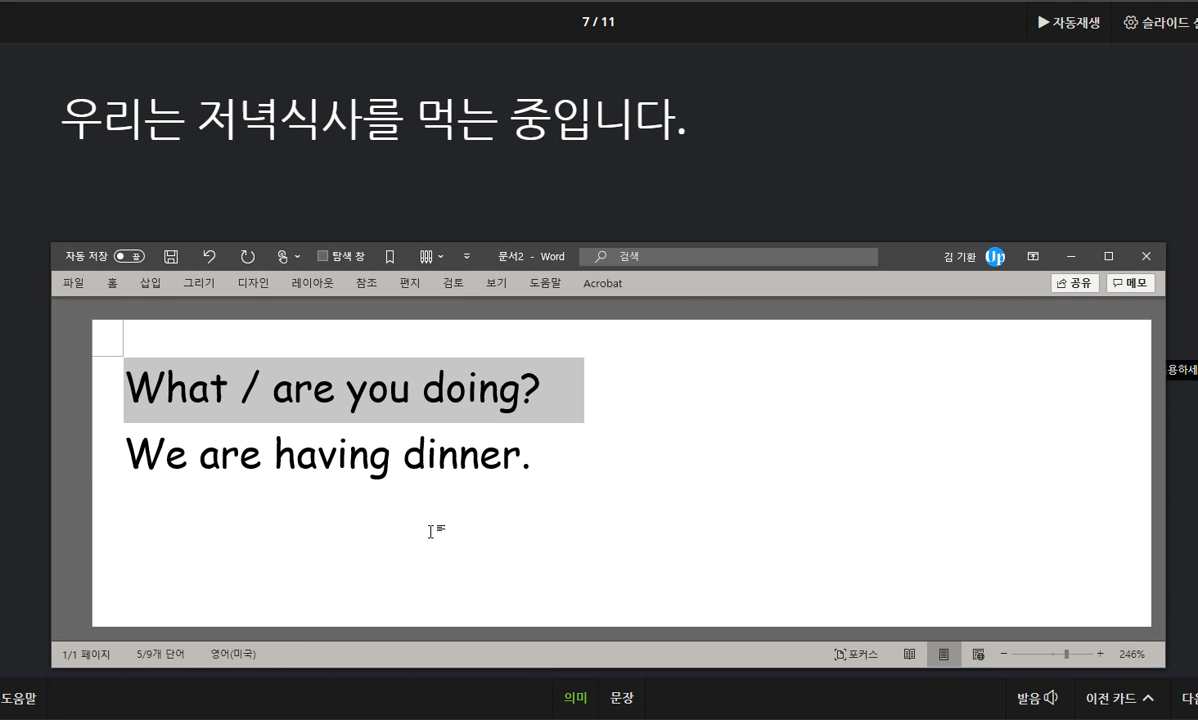 7 / 11
자동재생
슬라이드
우리는 저녁식사를 먹는 중입니다.
자동 저장
끔
탐색 창
문서2 - Word
검색
김 기환
Up
파일
홈
삽입
그리기
디자인
레이아웃
참조
편지
검토
보기
도움말
Acrobat
공유
메모
용하세
What / are you doing?
We are having dinner.
1/1 페이지
5/9개 단어
영어(미국)
포커스
246%
도움말
의미
문장
발음
이전 카드